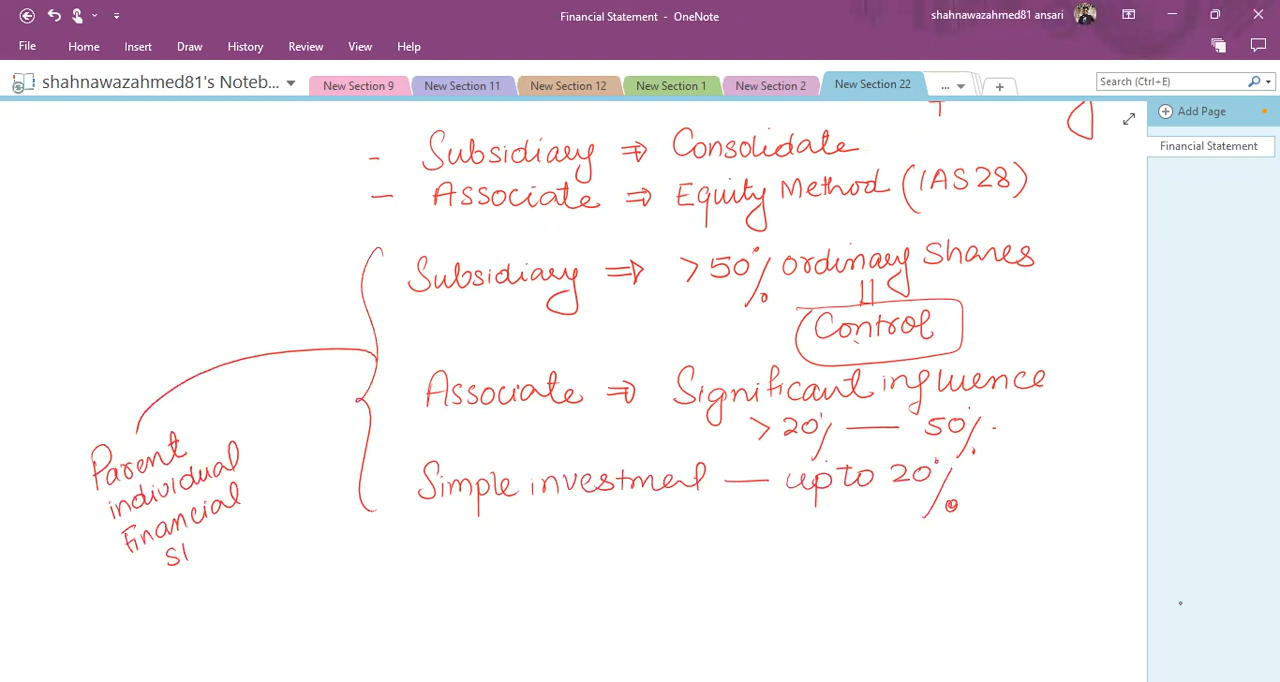 Financial Statement - OneNote
shahnawazahmed81 ansari
File Home Insert Draw History Review View Help
shahnawazahmed81's Noteb...
New Section 9 New Section 11 New Section 12 New Section 1 New Section 2 New Section 22 ...
Search (Ctrl+E)
Add Page
Financial Statement
- Subsidiary ⇒ Consolidate
- Associate ⇒ Equity Method (IAS 28)
Subsidiary ⇒ > 50% ordinary shares
Control
Associate ⇒ Significant influence
> 20% — 50%.
Simple investment — up to 20%
Parent
individual
Financial
St